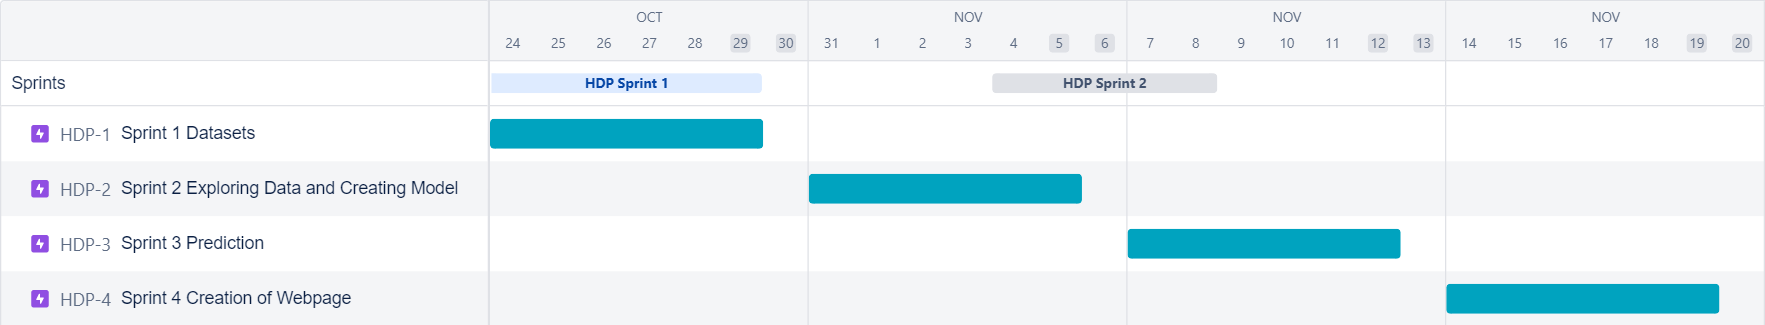 OCT NOV NOV NOV
24 25 26 27 28 29 30 31 1 2 3 4 5 6 7 8 9 10 11 12 13 14 15 16 17 18 19 20
Sprints HDP Sprint 1 HDP Sprint 2
HDP-1 Sprint 1 Datasets
HDP-2 Sprint 2 Exploring Data and Creating Model
HDP-3 Sprint 3 Prediction
HDP-4 Sprint 4 Creation of Webpage